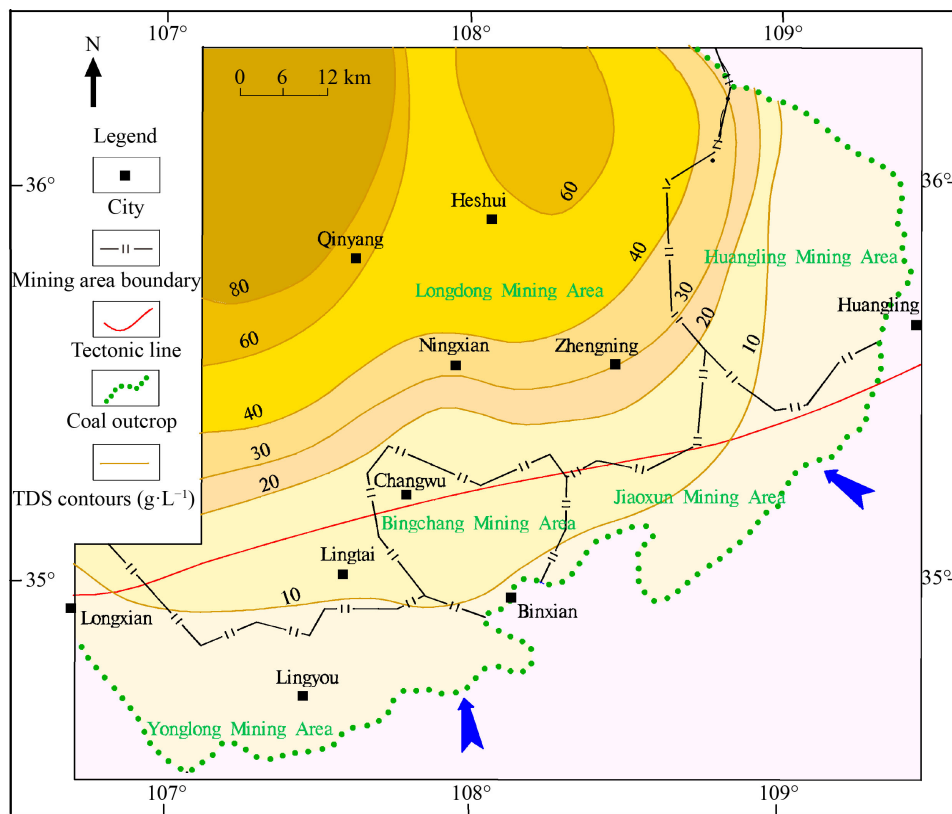 107° 108° 109°
N
0 6 12 km
Legend
City
Mining area boundary
Tectonic line
Coal outcrop
TDS contours (g·L⁻¹)
36° 36°
60
Heshui
Qinyang
40
Huangling Mining Area
80
Longdong Mining Area
30
Huangling
20
60
Ningxian
Zhengning
10
40
30
20
Changwu
Jiaoxun Mining Area
Bingchang Mining Area
Lingtai
35° 35°
10
Longxian
Binxian
Lingyou
Yonglong Mining Area
107° 108° 109°